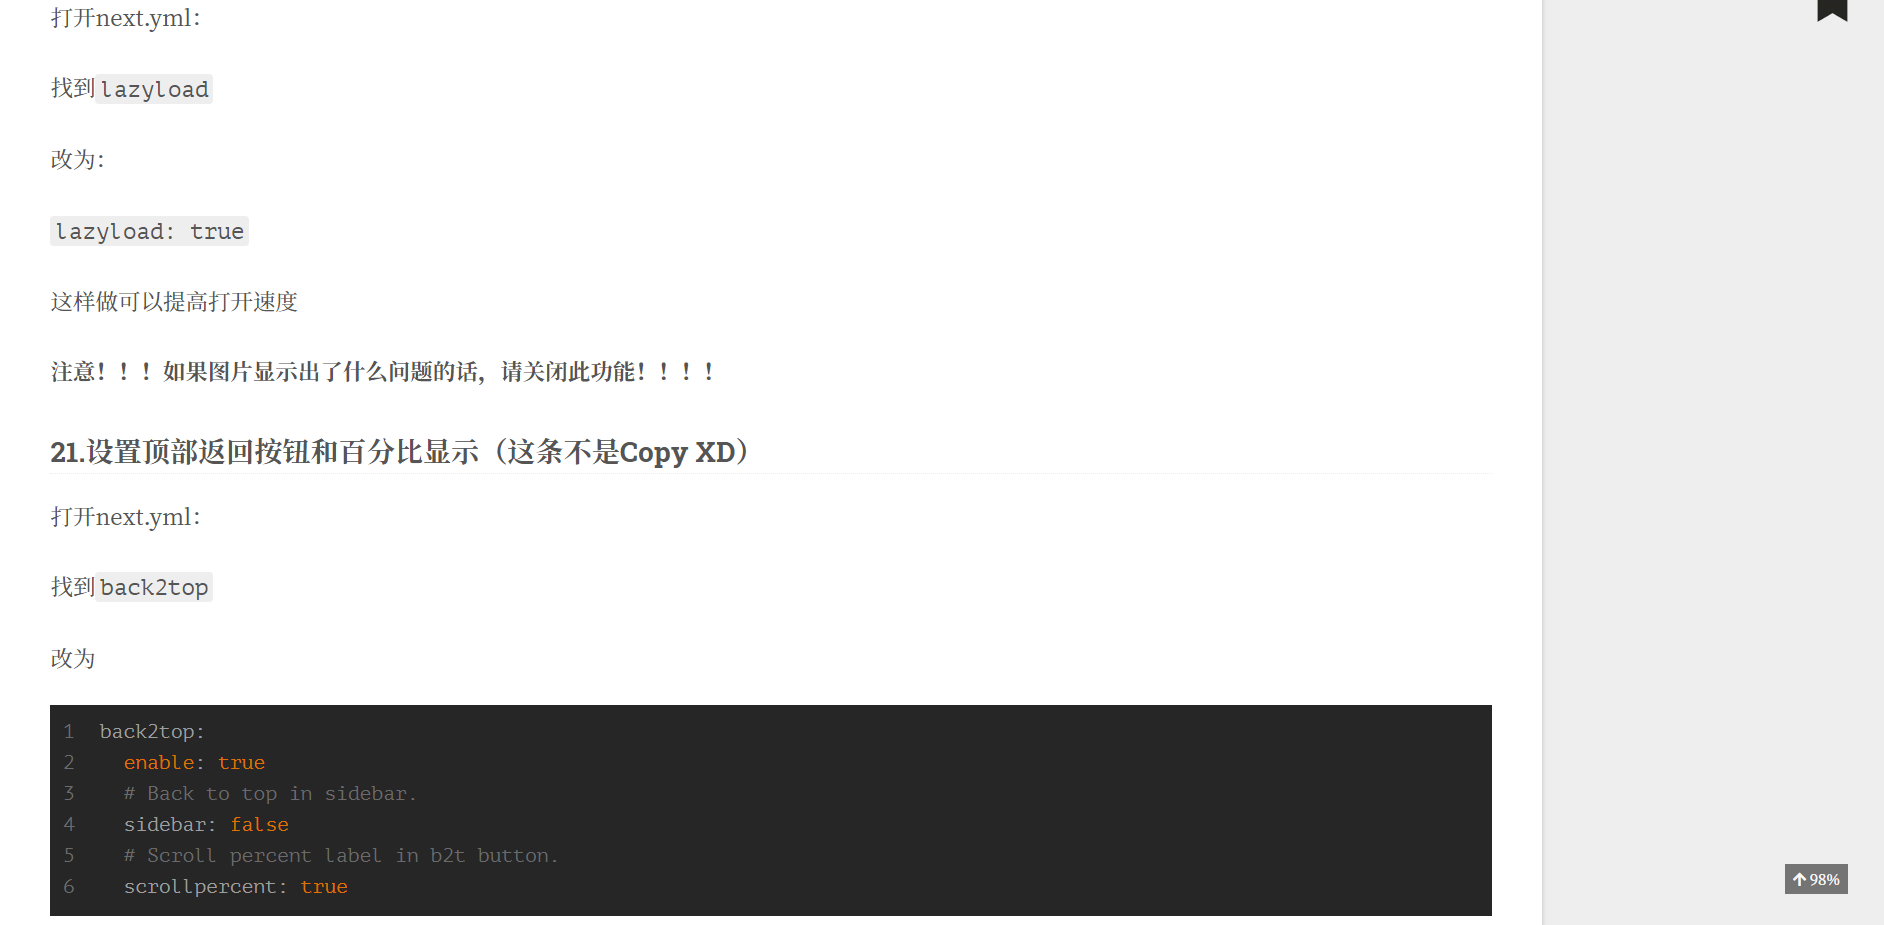 打开next.yml：
找到lazyload
改为：
lazyload: true
这样做可以提高打开速度
注意！！！如果图片显示出了什么问题的话，请关闭此功能！！！！
21.设置顶部返回按钮和百分比显示（这条不是Copy XD）
打开next.yml：
找到back2top
改为
1 back2top:
2   enable: true
3   # Back to top in sidebar.
4   sidebar: false
5   # Scroll percent label in b2t button.
6   scrollpercent: true
98%